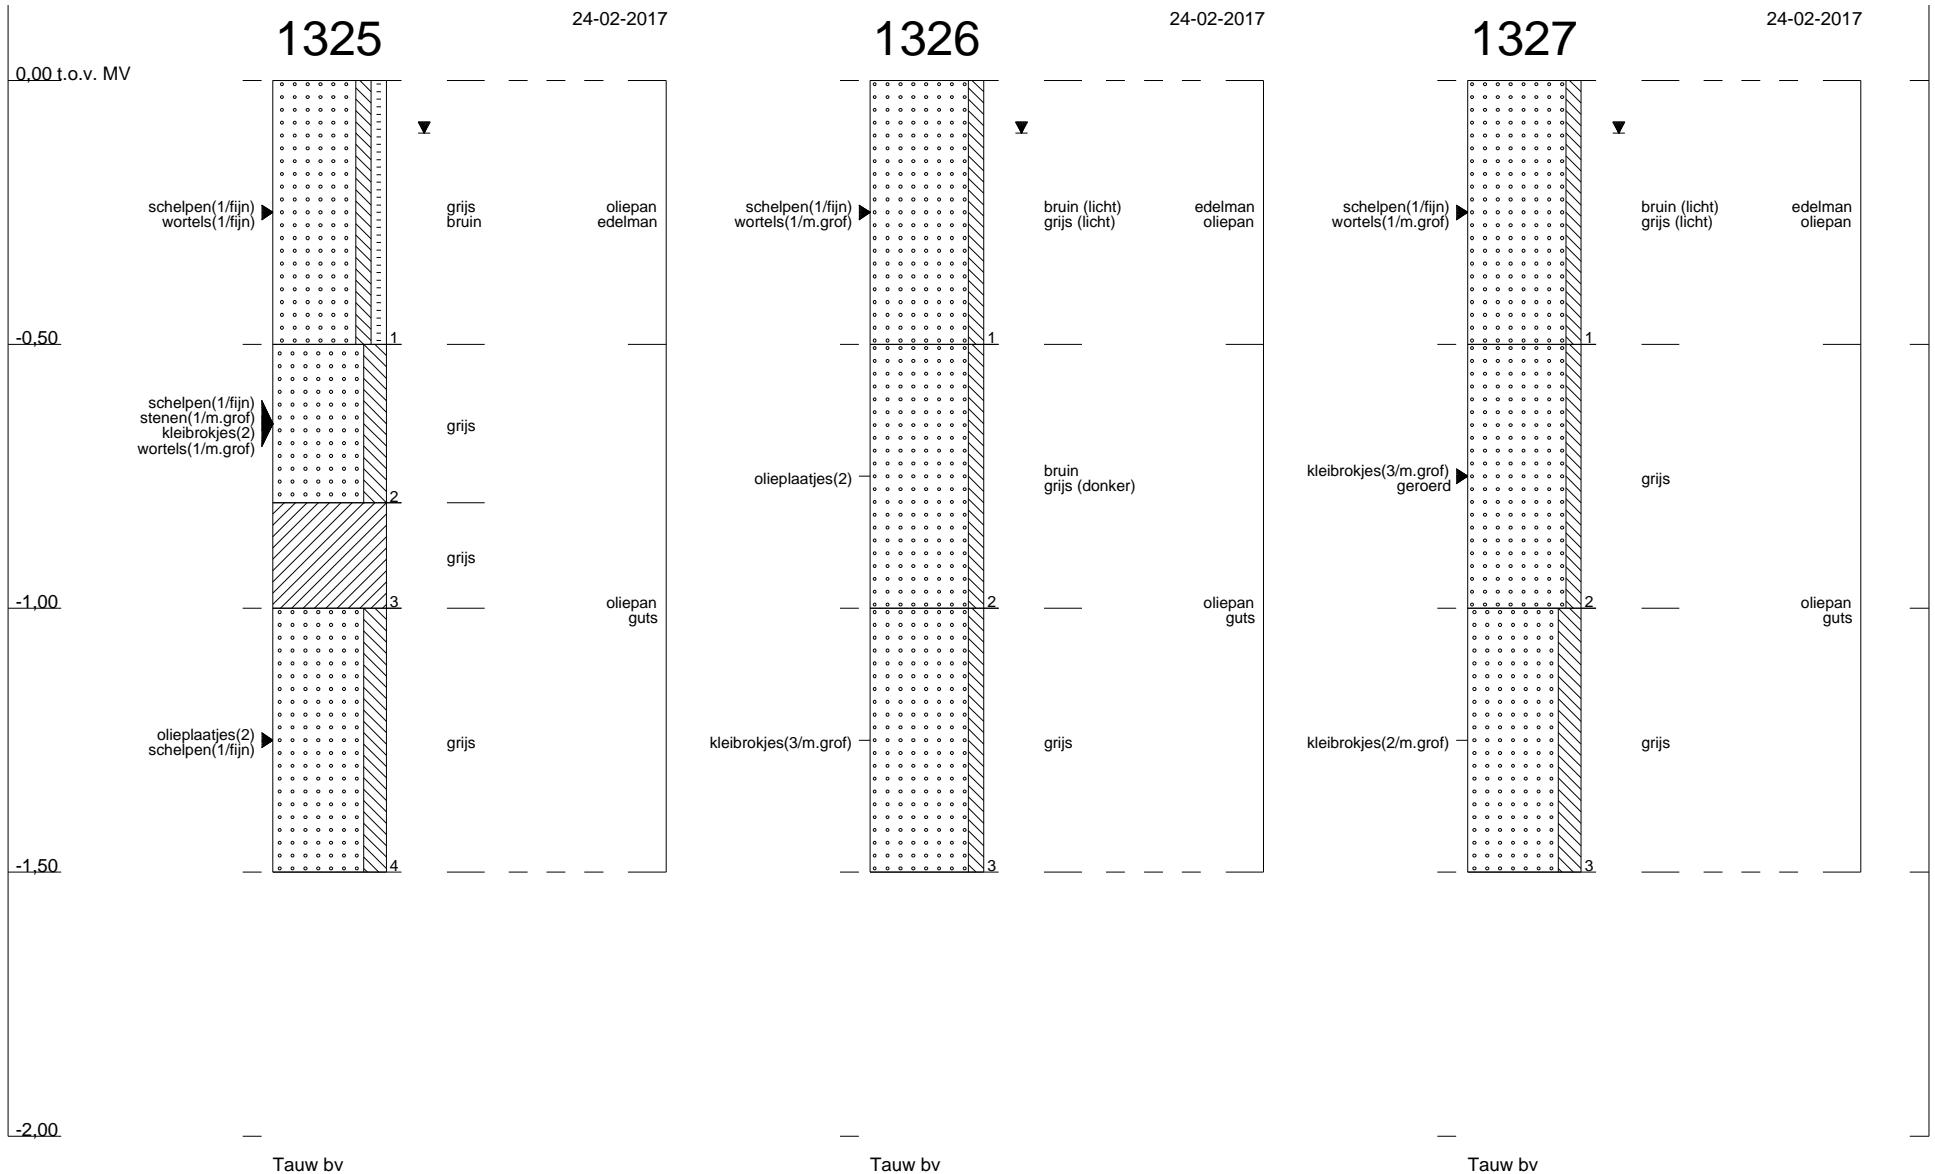 24-02-2017
1325
0,00 t.o.v. MV
schelpen(1/fijn)
wortels(1/fijn)
grijs
bruin
oliepan
edelman
-0,50
1
schelpen(1/fijn)
stenen(1/m.grof)
kleibrokjes(2)
wortels(1/m.grof)
grijs
2
grijs
-1,00
3
oliepan
guts
olieplaatjes(2)
schelpen(1/fijn)
grijs
-1,50
4
-2,00
Tauw bv
24-02-2017
1326
schelpen(1/fijn)
wortels(1/m.grof)
bruin (licht)
grijs (licht)
edelman
oliepan
1
olieplaatjes(2)
bruin
grijs (donker)
2
oliepan
guts
kleibrokjes(3/m.grof)
grijs
3
Tauw bv
24-02-2017
1327
schelpen(1/fijn)
wortels(1/m.grof)
bruin (licht)
grijs (licht)
edelman
oliepan
1
kleibrokjes(3/m.grof)
geroerd
grijs
2
oliepan
guts
kleibrokjes(2/m.grof)
grijs
3
Tauw bv